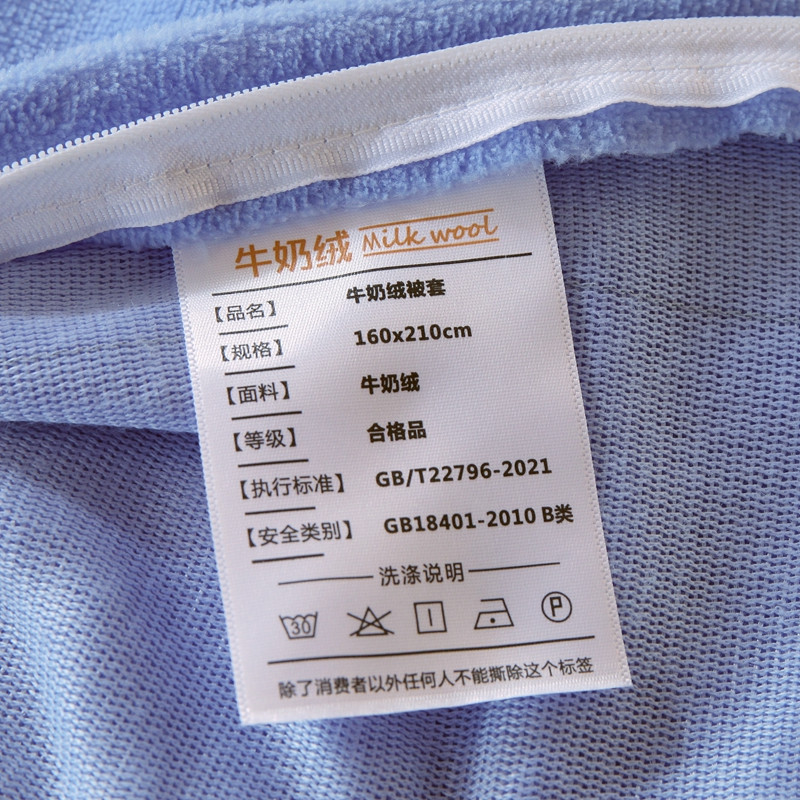 牛奶绒 Milk wool
【品名】 牛奶绒被套
【规格】 160x210cm
【面料】 牛奶绒
【等级】 合格品
【执行标准】 GB/T22796-2021
【安全类别】 GB18401-2010 B类
洗涤说明
30 P
除了消费者以外任何人不能撕除这个标签